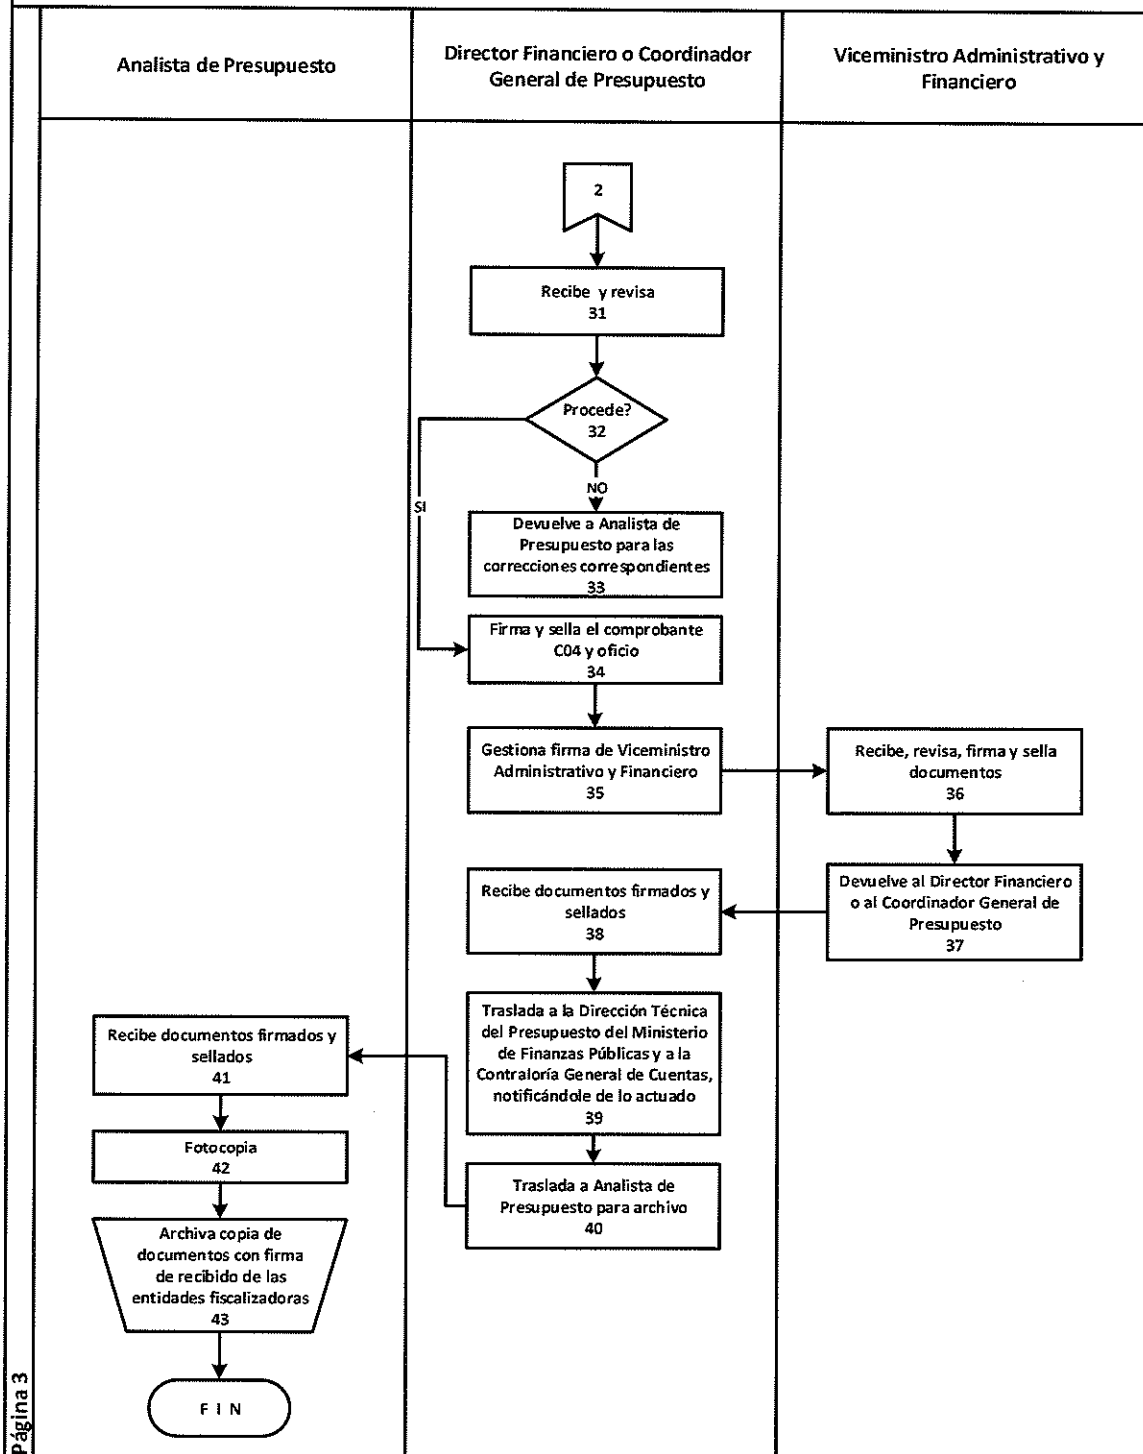 Analista de Presupuesto
Director Financiero o Coordinador
General de Presupuesto
Viceministro Administrativo y
Financiero
2
Recibe y revisa
31
Procede?
32
NO
SI
Devuelve a Analista de
Presupuesto para las
correcciones correspondientes
33
Firma y sella el comprobante
C04 y oficio
34
Gestiona firma de Viceministro
Administrativo y Financiero
35
Recibe, revisa, firma y sella
documentos
36
Devuelve al Director Financiero
o al Coordinador General de
Presupuesto
37
Recibe documentos firmados y
sellados
38
Traslada a la Dirección Técnica
del Presupuesto del Ministerio
de Finanzas Públicas y a la
Contraloría General de Cuentas,
notificándole de lo actuado
39
Traslada a Analista de
Presupuesto para archivo
40
Recibe documentos firmados y
sellados
41
Fotocopia
42
Archiva copia de
documentos con firma
de recibido de las
entidades fiscalizadoras
43
F I N
Página 3